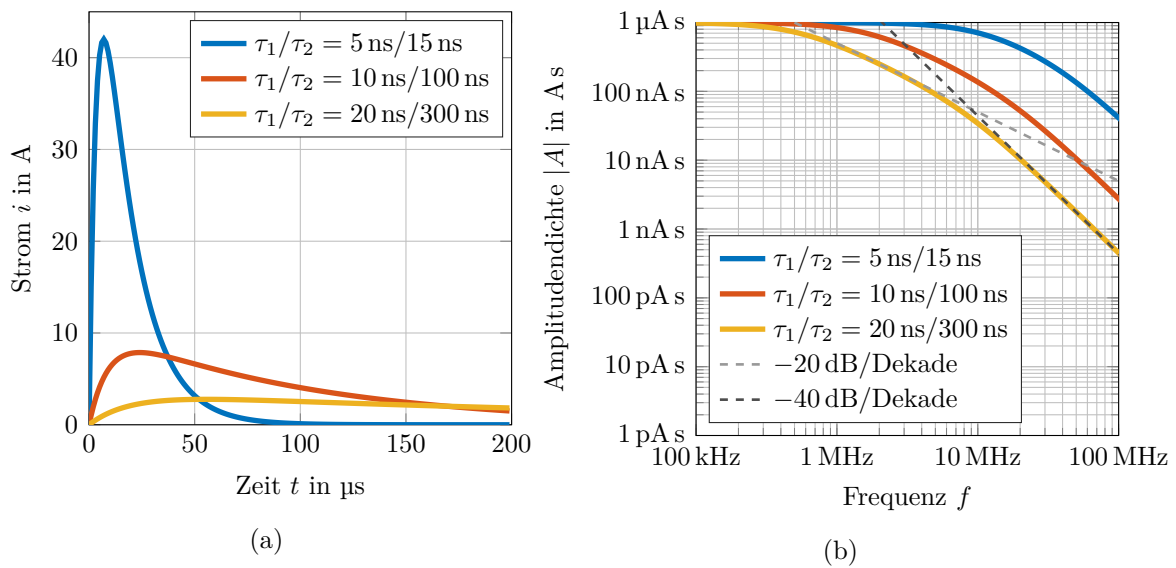 0
10
20
30
40
0
50
100
150
200
Strom i in A
Zeit t in µs
τ₁/τ₂ = 5 ns/15 ns
τ₁/τ₂ = 10 ns/100 ns
τ₁/τ₂ = 20 ns/300 ns
(a)
1 µA s
100 nA s
10 nA s
1 nA s
100 pA s
10 pA s
1 pA s
100 kHz
1 MHz
10 MHz
100 MHz
Amplitudendichte |A| in A s
Frequenz f
τ₁/τ₂ = 5 ns/15 ns
τ₁/τ₂ = 10 ns/100 ns
τ₁/τ₂ = 20 ns/300 ns
−20 dB/Dekade
−40 dB/Dekade
(b)